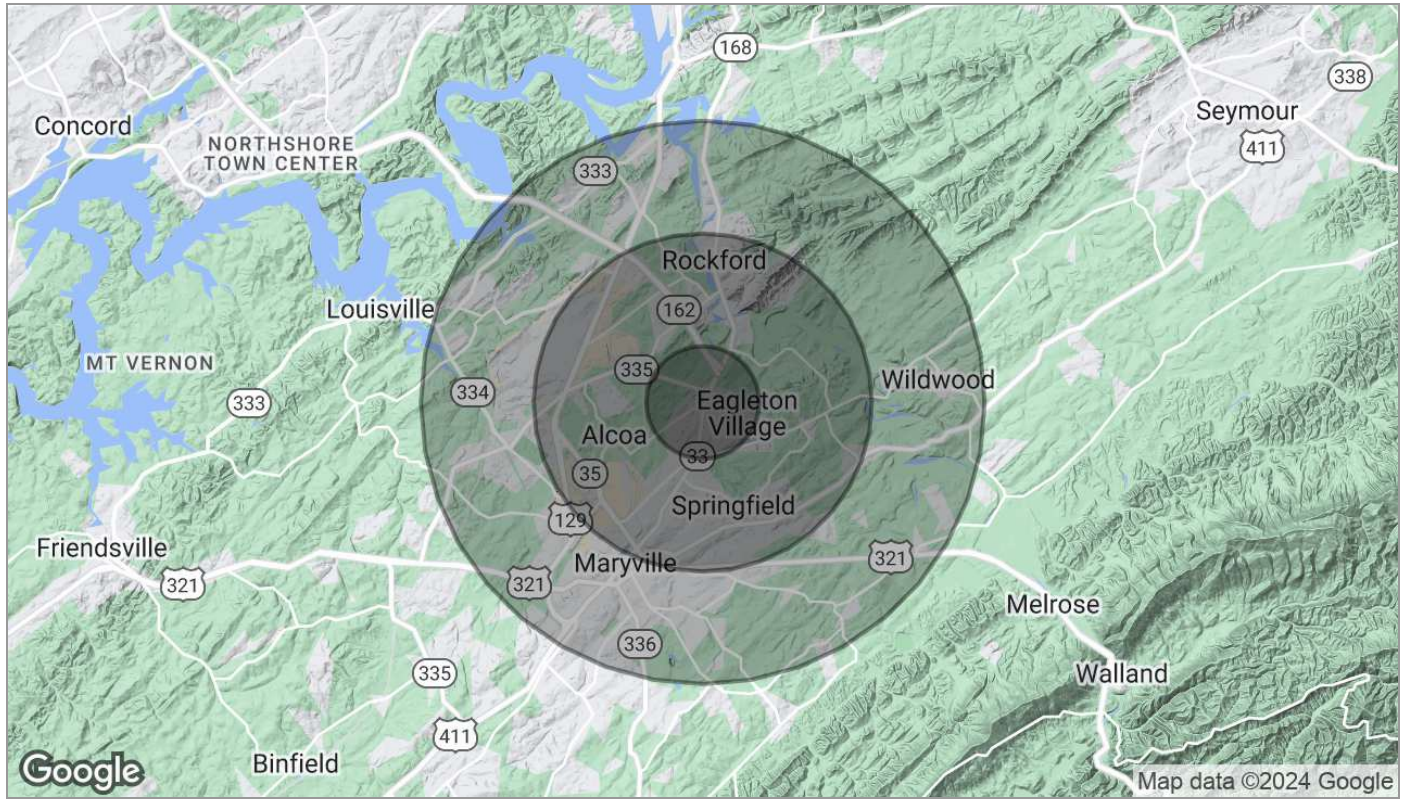 168
338
Seymour
411
Concord
NORTHSHORE
TOWN CENTER
333
Rockford
Louisville
162
MT VERNON
335
Wildwood
334
333
Eagleton
Village
Alcoa
33
35
Springfield
129
Friendsville
321
Maryville
321
321
Melrose
336
335
Walland
411
Binfield
Google
Map data ©2024 Google